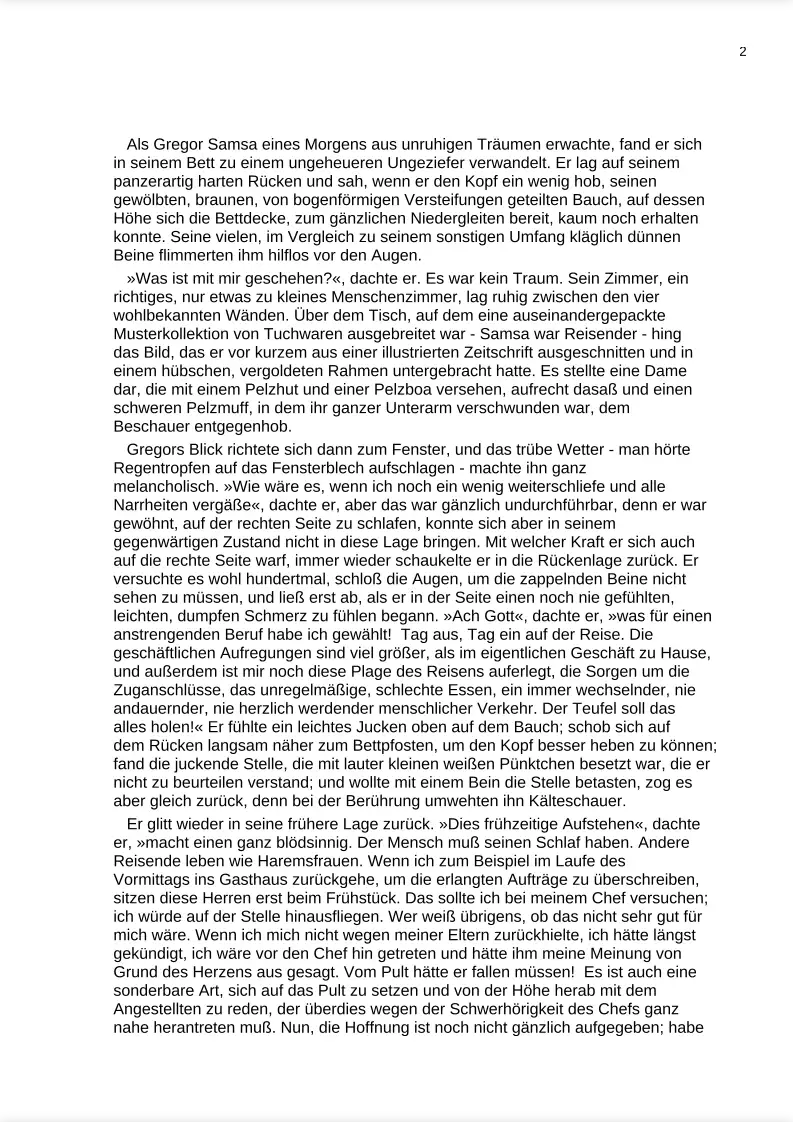 2
Als Gregor Samsa eines Morgens aus unruhigen Träumen erwachte, fand er sich
in seinem Bett zu einem ungeheueren Ungeziefer verwandelt. Er lag auf seinem
panzerartig harten Rücken und sah, wenn er den Kopf ein wenig hob, seinen
gewölbten, braunen, von bogenförmigen Versteifungen geteilten Bauch, auf dessen
Höhe sich die Bettdecke, zum gänzlichen Niedergleiten bereit, kaum noch erhalten
konnte. Seine vielen, im Vergleich zu seinem sonstigen Umfang kläglich dünnen
Beine flimmerten ihm hilflos vor den Augen.
»Was ist mit mir geschehen?«, dachte er. Es war kein Traum. Sein Zimmer, ein
richtiges, nur etwas zu kleines Menschenzimmer, lag ruhig zwischen den vier
wohlbekannten Wänden. Über dem Tisch, auf dem eine auseinandergepackte
Musterkollektion von Tuchwaren ausgebreitet war - Samsa war Reisender - hing
das Bild, das er vor kurzem aus einer illustrierten Zeitschrift ausgeschnitten und in
einem hübschen, vergoldeten Rahmen untergebracht hatte. Es stellte eine Dame
dar, die mit einem Pelzhut und einer Pelzboa versehen, aufrecht dasaß und einen
schweren Pelzmuff, in dem ihr ganzer Unterarm verschwunden war, dem
Beschauer entgegenhob.
Gregors Blick richtete sich dann zum Fenster, und das trübe Wetter - man hörte
Regentropfen auf das Fensterblech aufschlagen - machte ihn ganz
melancholisch. »Wie wäre es, wenn ich noch ein wenig weiterschliefe und alle
Narrheiten vergäße«, dachte er, aber das war gänzlich undurchführbar, denn er war
gewöhnt, auf der rechten Seite zu schlafen, konnte sich aber in seinem
gegenwärtigen Zustand nicht in diese Lage bringen. Mit welcher Kraft er sich auch
auf die rechte Seite warf, immer wieder schaukelte er in die Rückenlage zurück. Er
versuchte es wohl hundertmal, schloß die Augen, um die zappelnden Beine nicht
sehen zu müssen, und ließ erst ab, als er in der Seite einen noch nie gefühlten,
leichten, dumpfen Schmerz zu fühlen begann. »Ach Gott«, dachte er, »was für einen
anstrengenden Beruf habe ich gewählt!  Tag aus, Tag ein auf der Reise. Die
geschäftlichen Aufregungen sind viel größer, als im eigentlichen Geschäft zu Hause,
und außerdem ist mir noch diese Plage des Reisens auferlegt, die Sorgen um die
Zuganschlüsse, das unregelmäßige, schlechte Essen, ein immer wechselnder, nie
andauernder, nie herzlich werdender menschlicher Verkehr. Der Teufel soll das
alles holen!« Er fühlte ein leichtes Jucken oben auf dem Bauch; schob sich auf
dem Rücken langsam näher zum Bettpfosten, um den Kopf besser heben zu können;
fand die juckende Stelle, die mit lauter kleinen weißen Pünktchen besetzt war, die er
nicht zu beurteilen verstand; und wollte mit einem Bein die Stelle betasten, zog es
aber gleich zurück, denn bei der Berührung umwehten ihn Kälteschauer.
Er glitt wieder in seine frühere Lage zurück. »Dies frühzeitige Aufstehen«, dachte
er, »macht einen ganz blödsinnig. Der Mensch muß seinen Schlaf haben. Andere
Reisende leben wie Haremsfrauen. Wenn ich zum Beispiel im Laufe des
Vormittags ins Gasthaus zurückgehe, um die erlangten Aufträge zu überschreiben,
sitzen diese Herren erst beim Frühstück. Das sollte ich bei meinem Chef versuchen;
ich würde auf der Stelle hinausfliegen. Wer weiß übrigens, ob das nicht sehr gut für
mich wäre. Wenn ich mich nicht wegen meiner Eltern zurückhielte, ich hätte längst
gekündigt, ich wäre vor den Chef hin getreten und hätte ihm meine Meinung von
Grund des Herzens aus gesagt. Vom Pult hätte er fallen müssen!  Es ist auch eine
sonderbare Art, sich auf das Pult zu setzen und von der Höhe herab mit dem
Angestellten zu reden, der überdies wegen der Schwerhörigkeit des Chefs ganz
nahe herantreten muß. Nun, die Hoffnung ist noch nicht gänzlich aufgegeben; habe